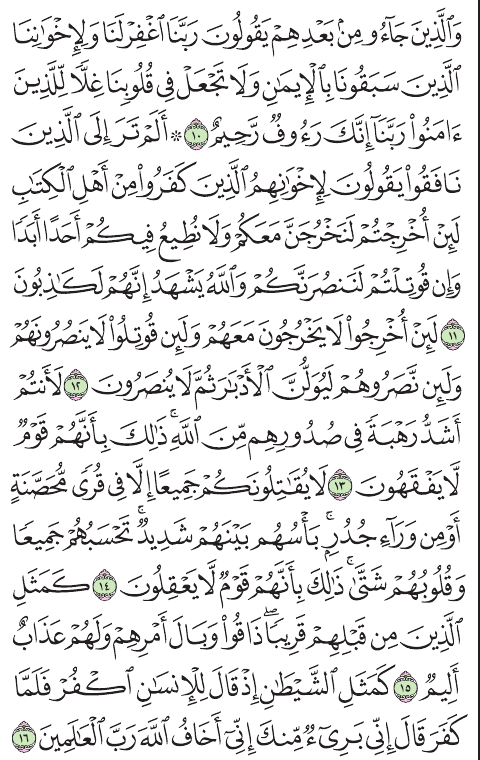 وَٱلَّذِينَ جَآءُو مِنۢ بَعْدِهِمْ يَقُولُونَ رَبَّنَا ٱغْفِرْ لَنَا وَلِإِخْوَٰنِنَا
ٱلَّذِينَ سَبَقُونَا بِٱلْإِيمَٰنِ وَلَا تَجْعَلْ فِى قُلُوبِنَا غِلًّا لِّلَّذِينَ
ءَامَنُوا۟ رَبَّنَآ إِنَّكَ رَءُوفٌ رَّحِيمٌ ١٠ ۞ أَلَمْ تَرَ إِلَى ٱلَّذِينَ
نَافَقُوا۟ يَقُولُونَ لِإِخْوَٰنِهِمُ ٱلَّذِينَ كَفَرُوا۟ مِنْ أَهْلِ ٱلْكِتَٰبِ
لَئِنْ أُخْرِجْتُمْ لَنَخْرُجَنَّ مَعَكُمْ وَلَا نُطِيعُ فِيكُمْ أَحَدًا أَبَدًا
وَإِن قُوتِلْتُمْ لَنَنصُرَنَّكُمْ وَٱللَّهُ يَشْهَدُ إِنَّهُمْ لَكَٰذِبُونَ
١١ لَئِنْ أُخْرِجُوا۟ لَا يَخْرُجُونَ مَعَهُمْ وَلَئِن قُوتِلُوا۟ لَا يَنصُرُونَهُمْ
وَلَئِن نَّصَرُوهُمْ لَيُوَلُّنَّ ٱلْأَدْبَٰرَ ثُمَّ لَا يُنصَرُونَ ١٢ لَأَنتُمْ
أَشَدُّ رَهْبَةً فِى صُدُورِهِم مِّنَ ٱللَّهِ ۚ ذَٰلِكَ بِأَنَّهُمْ قَوْمٌ
لَّا يَفْقَهُونَ ١٣ لَا يُقَٰتِلُونَكُمْ جَمِيعًا إِلَّا فِى قُرًى مُّحَصَّنَةٍ
أَوْ مِن وَرَآءِ جُدُرٍۭ ۚ بَأْسُهُم بَيْنَهُمْ شَدِيدٌ ۚ تَحْسَبُهُمْ جَمِيعًا
وَقُلُوبُهُمْ شَتَّىٰ ۚ ذَٰلِكَ بِأَنَّهُمْ قَوْمٌ لَّا يَعْقِلُونَ ١٤ كَمَثَلِ
ٱلَّذِينَ مِن قَبْلِهِمْ قَرِيبًا ۖ ذَاقُوا۟ وَبَالَ أَمْرِهِمْ وَلَهُمْ عَذَابٌ
أَلِيمٌ ١٥ كَمَثَلِ ٱلشَّيْطَٰنِ إِذْ قَالَ لِلْإِنسَٰنِ ٱكْفُرْ فَلَمَّا
كَفَرَ قَالَ إِنِّى بَرِىٓءٌ مِّنكَ إِنِّىٓ أَخَافُ ٱللَّهَ رَبَّ ٱلْعَٰلَمِينَ ١٦